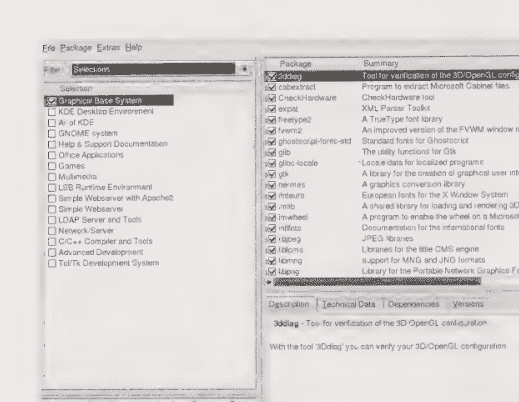 File Package Extras Help
Filter: Selections
Selection
Graphical Base System
KDE Desktop Environment
All of KDE
GNOME system
Help & Support Documentation
Office Applications
Games
Multimedia
LSB Runtime Environment
Simple Webserver with Apache2
Simple Webserver
LDAP Server and Tools
Network/Server
C/C++ Compiler and Tools
Advanced Development
Tcl/Tk Development System
Package Summary
3ddiag Tool for verification of the 3D/OpenGL config
cabextract Program to extract Microsoft Cabinet files
CheckHardware CheckHardware tool
expat XML Parser Toolkit
freetype2 A TrueType font library
fvwm2 An improved version of the FVWM window
ghostscript-fonts-std Standard fonts for Ghostscript
glib The utility functions for Gtk
glibc-locale Locale data for localized programs
gtk A library for the creation of graphical user
hermes A graphics conversion library
European fonts for the X Window System
imlib A shared library for loading and rendering 3D
imwheel A program to enable the wheel on a Microsoft
intlfnts Documentation for the international fonts
libjpeg JPEG libraries
liblcms Libraries for the little CMS engine
libmng support for MNG and JNG formats
libpng Library for the Portable Network Graphics
Description Technical Data Dependencies Versions
3ddiag - Tool for verification of the 3D/OpenGL configuration
With the tool '3Ddiag' you can verify your 3D/OpenGL configuration